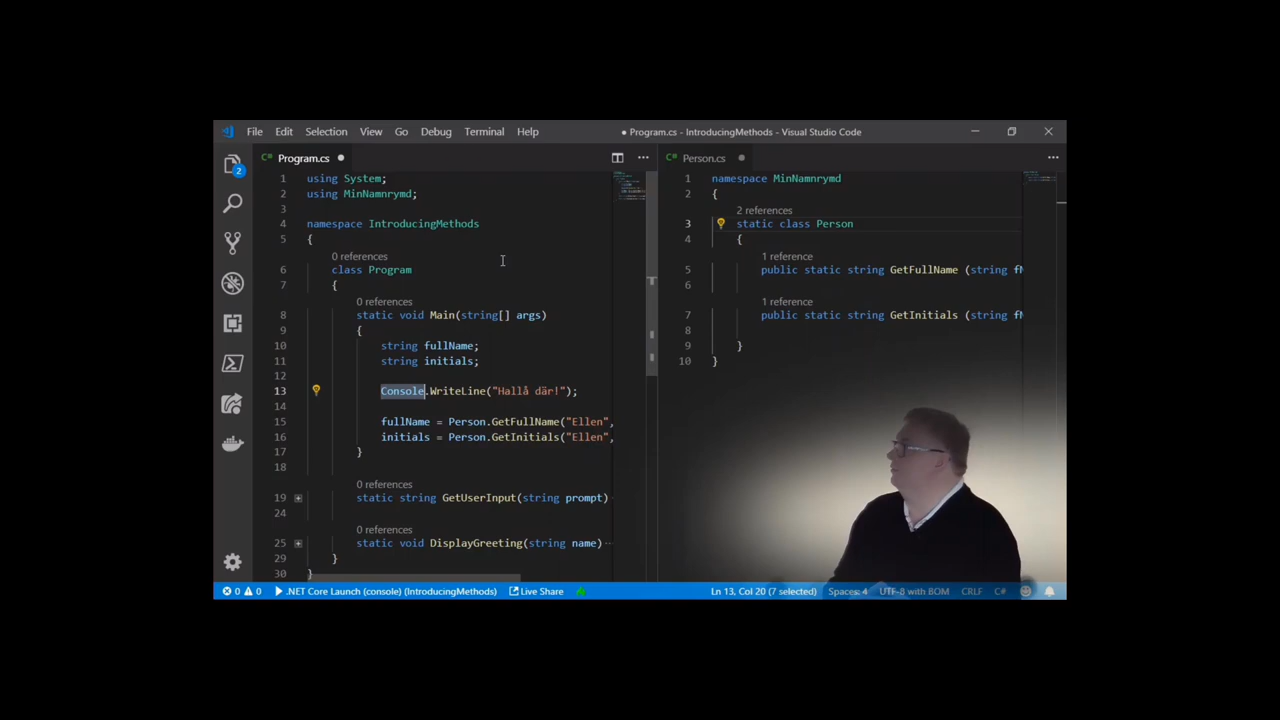 File Edit Selection View Go Debug Terminal Help
● Program.cs - IntroducingMethods - Visual Studio Code
2
C# Program.cs ●
1 using System;
2 using MinNamnrymd;
3
4 namespace IntroducingMethods
5 {
0 references
6 class Program
7 {
0 references
8 static void Main(string[] args)
9 {
10 string fullName;
11 string initials;
13 Console.WriteLine("Hallå där!");
14
15 fullName = Person.GetFullName("Ellen",
16 initials = Person.GetInitials("Ellen",
17 }
18
0 references
19 static string GetUserInput(string prompt)
24
0 references
25 static void DisplayGreeting(string name)···
29 }
30 }
C# Person.cs ●
1 namespace MinNamnrymd
2 {
2 references
3 static class Person
4 {
1 reference
5 public static string GetFullName (string fN
6
1 reference
7 public static string GetInitials (string fN
8
9 }
10 }
0 0 .NET Core Launch (console) (IntroducingMethods) Live Share Ln 13, Col 20 (7 selected) Spaces: 4 UTF-8 with BOM CRLF C#